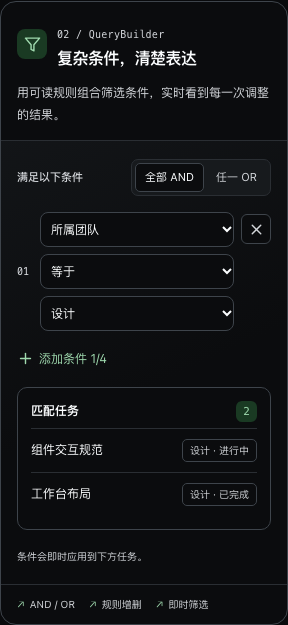 02 / QueryBuilder
复杂条件，清楚表达
用可读规则组合筛选条件，实时看到每一次调整
的结果。
满足以下条件
全部 AND
任一 OR
所属团队
01
等于
设计
添加条件 1/4
匹配任务
2
组件交互规范
设计 · 进行中
工作台布局
设计 · 已完成
条件会即时应用到下方任务。
AND / OR
规则增删
即时筛选